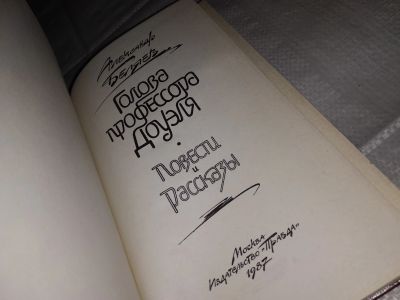 Александр
Беляев
Голова
профессора
Доуэля
Повести
и
Рассказы
Москва
Издательство "Правда"
1987